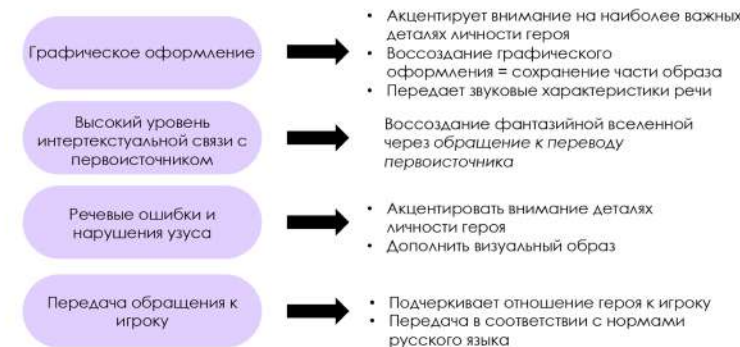 Графическое оформление
• Акцентирует внимание на наиболее важных
деталях личности героя
• Воссоздание графического
оформления = сохранение части образа
• Передает звуковые характеристики речи
Высокий уровень
интертекстуальной связи с
первоисточником
Воссоздание фантазийной вселенной
через обращение к переводу
первоисточника
Речевые ошибки и
нарушения узуса
• Акцентировать внимание деталях
личности героя
• Дополнить визуальный образ
Передача обращения к
игроку
• Подчеркивает отношение героя к игроку
• Передача в соответствии с нормами
русского языка